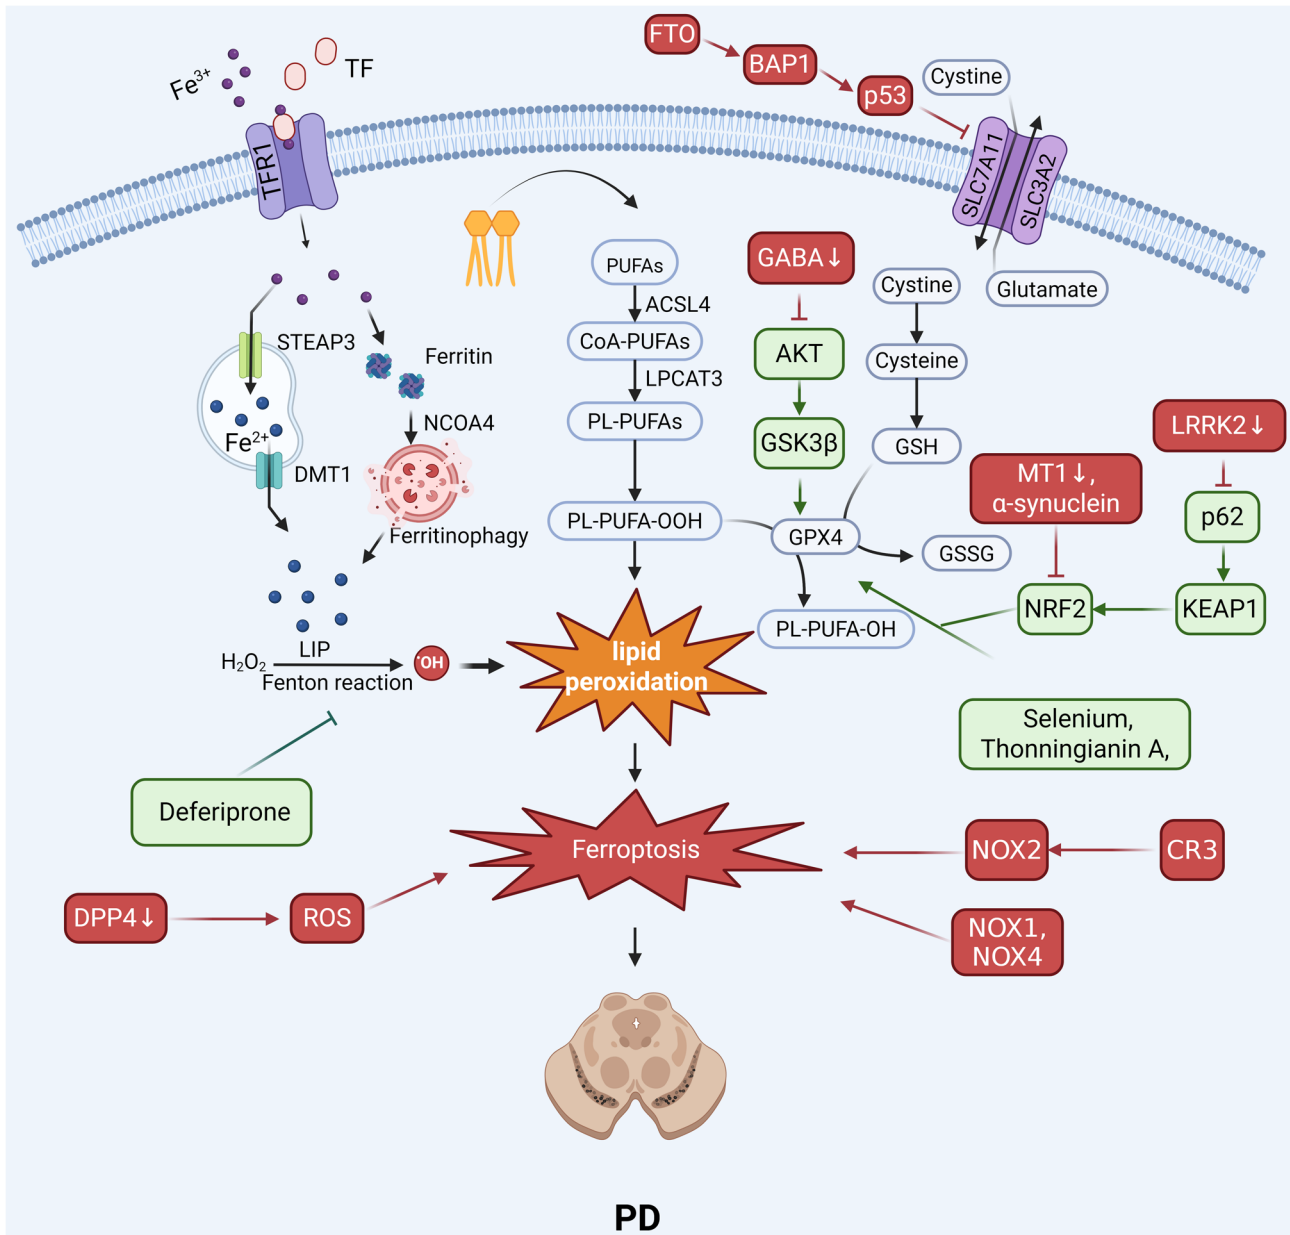 FTO
BAP1
p53
Cystine
Fe³⁺
TF
TFR1
SLC7A11
SLC3A2
PUFAs
GABA↓
Cystine
Glutamate
ACSL4
STEAP3
CoA-PUFAs
AKT
Ferritin
Cysteine
LPCAT3
NCOA4
PL-PUFAs
GSK3β
GSH
LRRK2↓
Fe²⁺
DMT1
MT1↓,
α-synuclein
PL-PUFA-OOH
p62
Ferritinophagy
GPX4
GSSG
NRF2
KEAP1
PL-PUFA-OH
LIP
H₂O₂
Fenton reaction
·OH
lipid
peroxidation
Selenium,
Thonningianin A,
Deferiprone
Ferroptosis
NOX2
CR3
DPP4↓
ROS
NOX1,
NOX4
PD